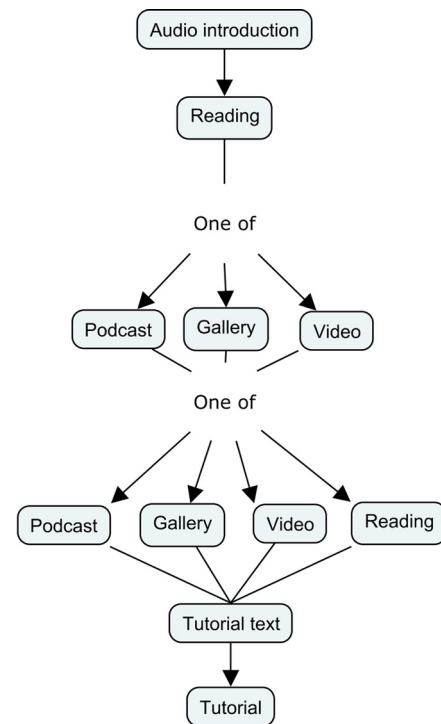 Audio introduction
Reading
One of
Podcast
Gallery
Video
One of
Podcast
Gallery
Video
Reading
Tutorial text
Tutorial